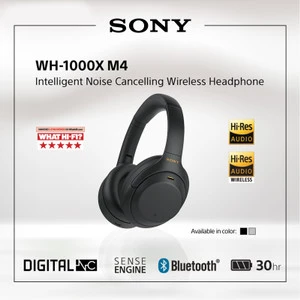 SONY
WH-1000X M4
Intelligent Noise Cancelling Wireless Headphone
WHAT HI*FI?
★★★★★
Hi-Res
AUDIO
Hi-Res
AUDIO
WIRELESS
SONY
Available in color:
DIGITAL NC
SENSE
ENGINE
Bluetooth®
30hr